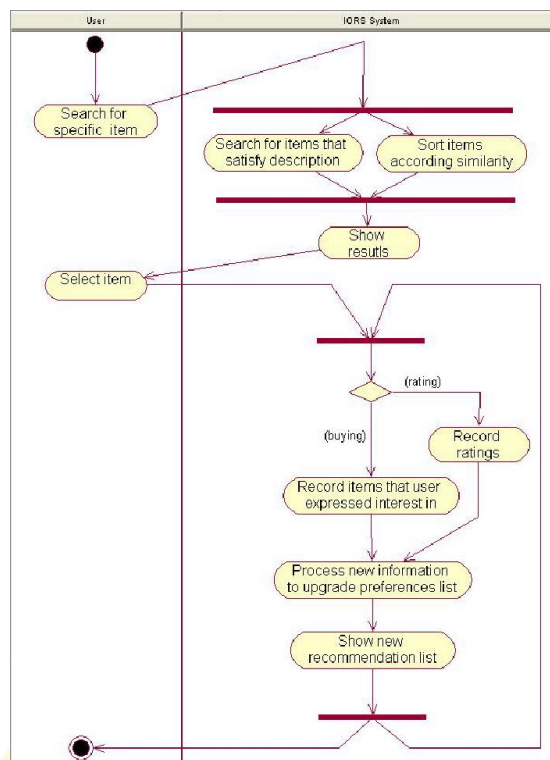 User
IORS System
Search for
specific item
Search for items that
satisfy description
Sort items
according similarity
Show
resutls
Select item
(rating)
(buying)
Record
ratings
Record items that user
expressed interest in
Process new information
to upgrade preferences list
Show new
recommendation list